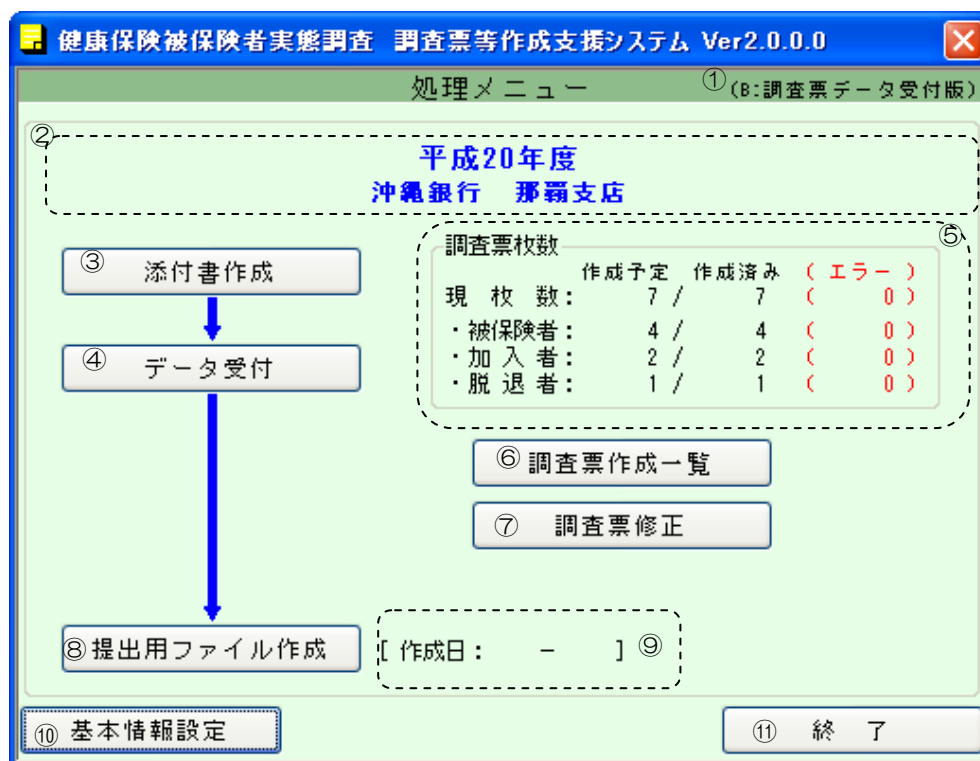 健康保険被保険者実態調査 調査票等作成支援システム Ver2.0.0.0
処理メニュー ①(B:調査票データ受付版)
②
平成20年度
沖縄銀行 那覇支店
⑤
調査票枚数
作成予定 作成済み ( エラー )
現 枚 数: 7 / 7 ( 0 )
・被保険者: 4 / 4 ( 0 )
・加 入 者: 2 / 2 ( 0 )
・脱 退 者: 1 / 1 ( 0 )
③ 添付書作成
④ データ受付
⑥ 調査票作成一覧
⑦ 調査票修正
⑧ 提出用ファイル作成 [ 作成日: － ] ⑨
⑩ 基本情報設定
⑪ 終 了